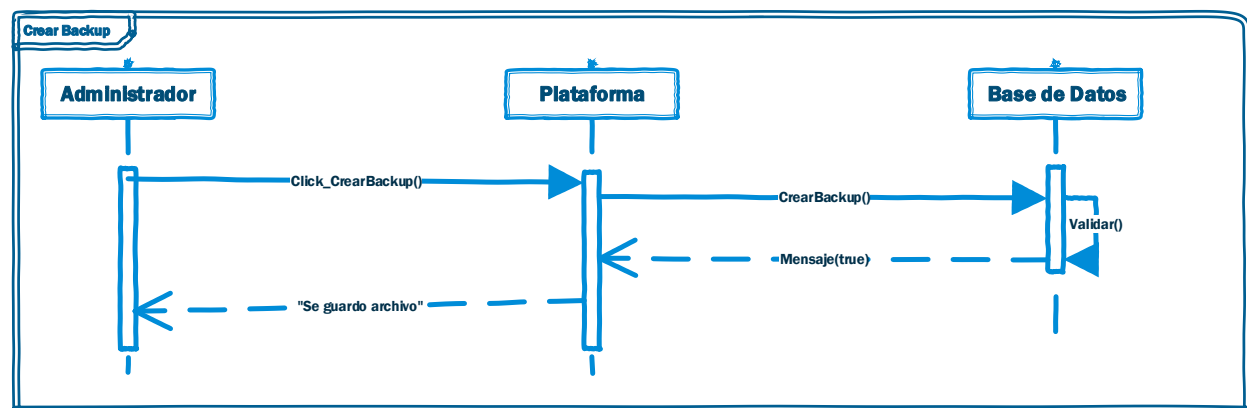 Crear Backup
Administrador
Plataforma
Base de Datos
Click_CrearBackup()
CrearBackup()
Validar()
Mensaje(true)
"Se guardo archivo"